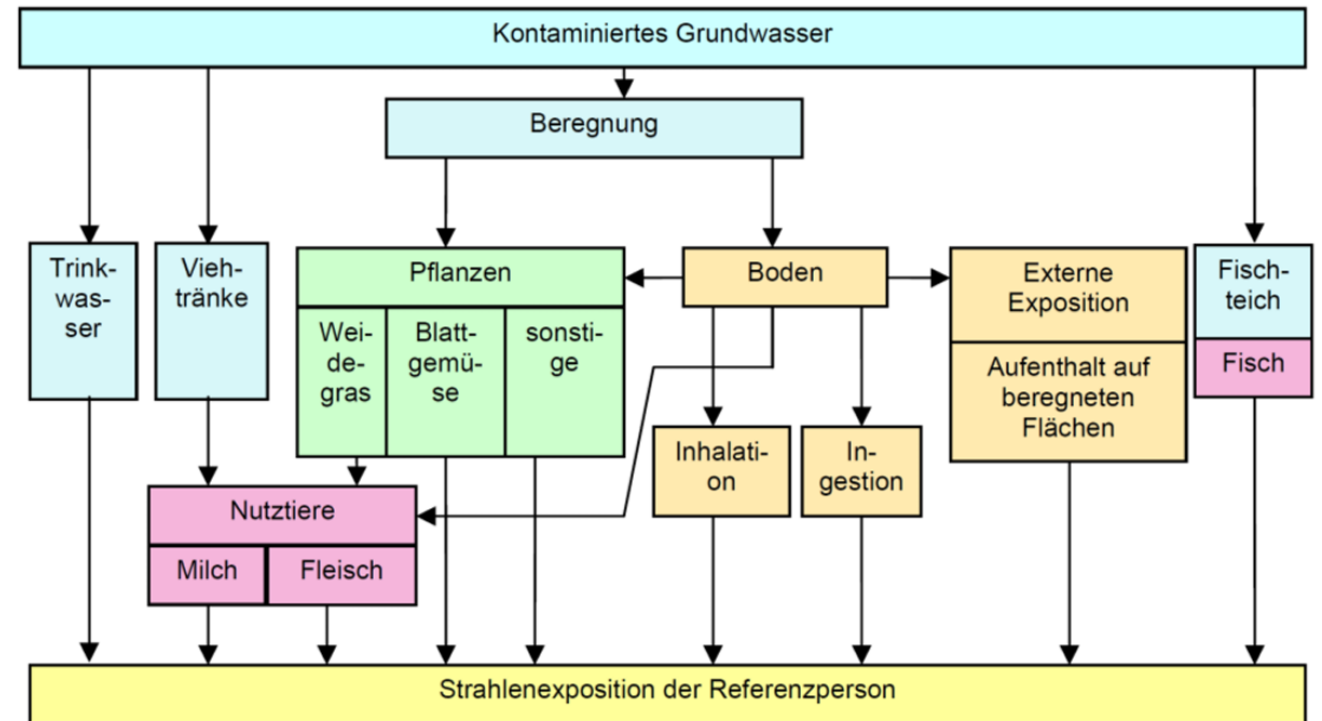 Kontaminiertes Grundwasser
Beregnung
Trink-
was-
ser
Vieh-
tränke
Pflanzen
Wei-
de-
gras
Blatt-
gemü-
se
sonsti-
ge
Boden
Externe
Exposition
Aufenthalt auf
beregneten
Flächen
Fisch-
teich
Fisch
Inhalati-
on
In-
gestion
Nutztiere
Milch
Fleisch
Strahlenexposition der Referenzperson